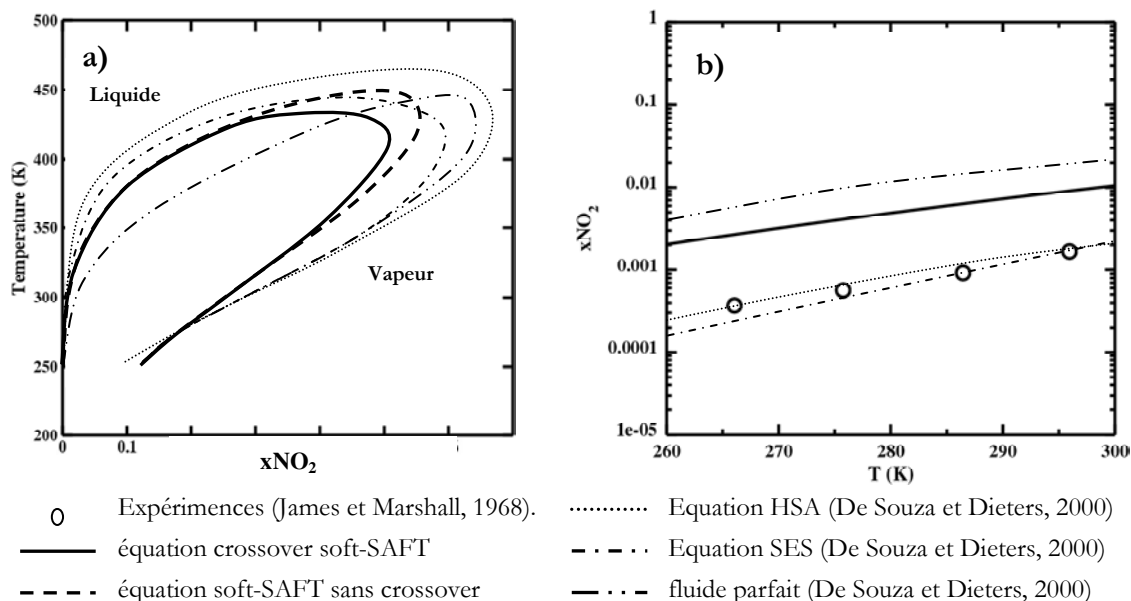 500
450
400
350
300
250
200
Temperature (K)
a)
Liquide
Vapeur
0
0.1
xNO2
1
0.1
0.01
0.001
0.0001
1e-05
xNO2
b)
260
270
280
290
300
T (K)
Expérimences (James et Marshall, 1968).
équation crossover soft-SAFT
équation soft-SAFT sans crossover
Equation HSA (De Souza et Dieters, 2000)
Equation SES (De Souza et Dieters, 2000)
fluide parfait (De Souza et Dieters, 2000)